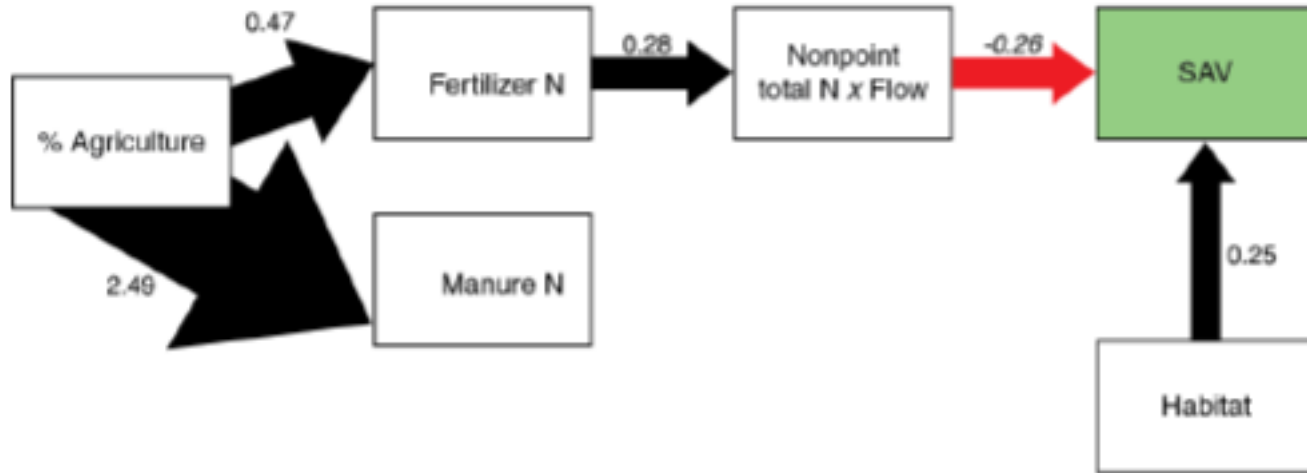 0.47
Fertilizer N
0.28
Nonpoint
total N x Flow
-0.26
SAV
% Agriculture
2.49
Manure N
0.25
Habitat